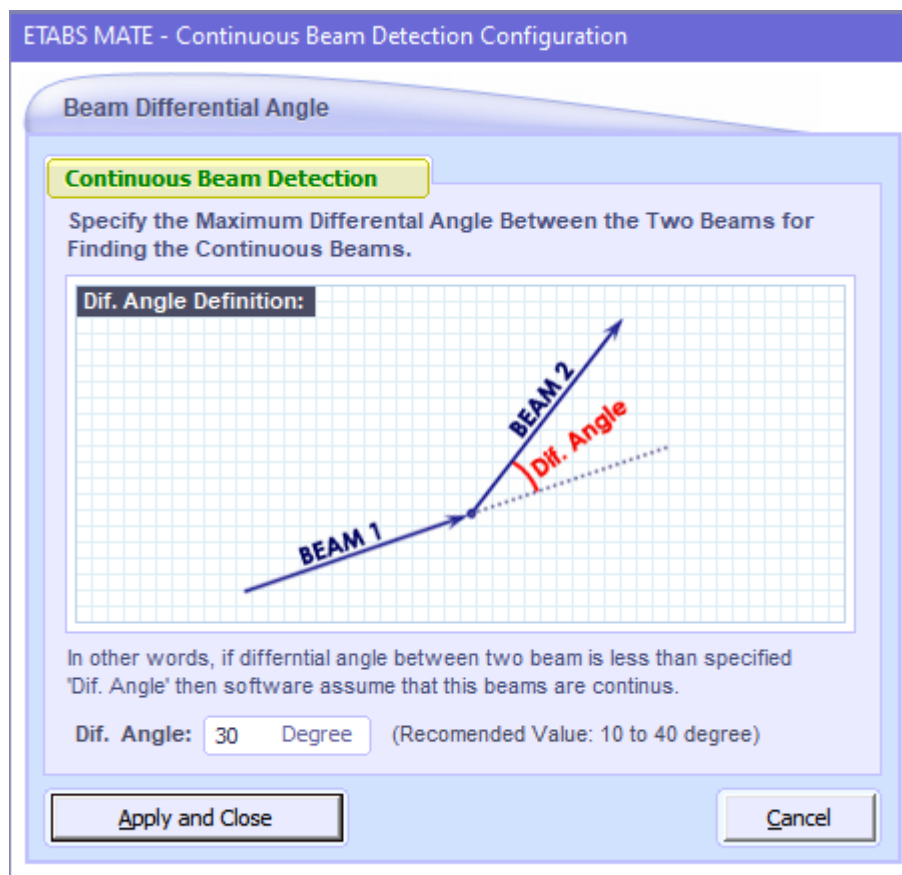 ETABS MATE - Continuous Beam Detection Configuration
Beam Differential Angle
Continuous Beam Detection
Specify the Maximum Differental Angle Between the Two Beams for
Finding the Continuous Beams.
Dif. Angle Definition:
BEAM 2
Dif. Angle
BEAM 1
In other words, if differntial angle between two beam is less than specified
'Dif. Angle' then software assume that this beams are continus.
Dif. Angle: 30 Degree (Recomended Value: 10 to 40 degree)
Apply and Close Cancel